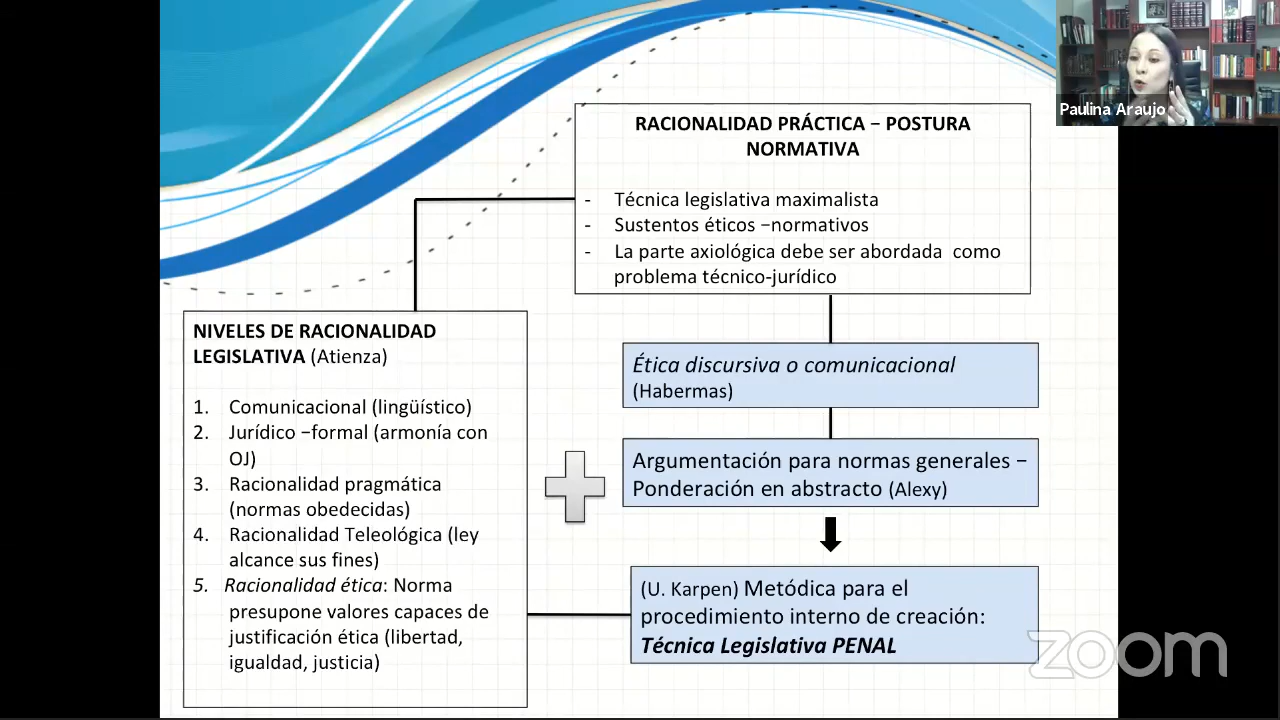 Paulina Araujo
RACIONALIDAD PRÁCTICA – POSTURA
NORMATIVA
- Técnica legislativa maximalista
- Sustentos éticos –normativos
- La parte axiológica debe ser abordada como
problema técnico-jurídico
NIVELES DE RACIONALIDAD
LEGISLATIVA (Atienza)
1. Comunicacional (lingüístico)
2. Jurídico –formal (armonía con
OJ)
3. Racionalidad pragmática
(normas obedecidas)
4. Racionalidad Teleológica (ley
alcance sus fines)
5. Racionalidad ética: Norma
presupone valores capaces de
justificación ética (libertad,
igualdad, justicia)
Ética discursiva o comunicacional
(Habermas)
Argumentación para normas generales –
Ponderación en abstracto (Alexy)
(U. Karpen) Metódica para el
procedimiento interno de creación:
Técnica Legislativa PENAL
zoom